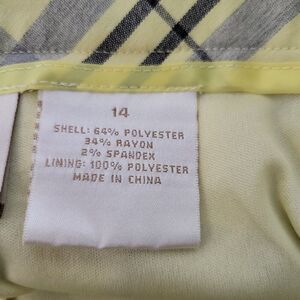 14
SHELL: 64% POLYESTER
34% RAYON
2% SPANDEX
LINING: 100% POLYESTER
MADE IN CHINA